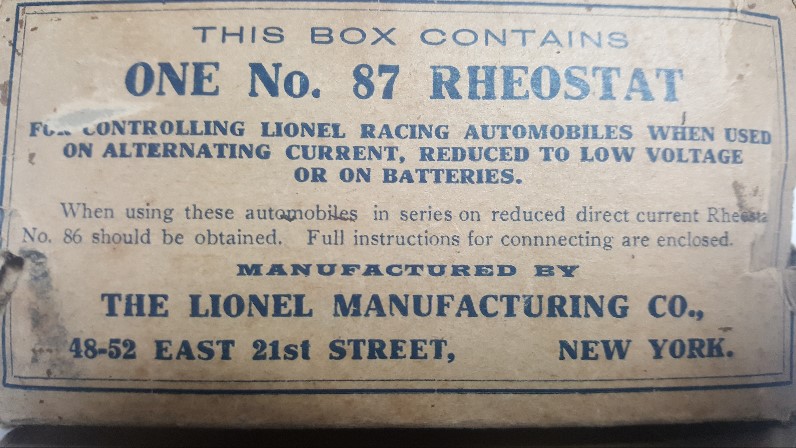 THIS BOX CONTAINS
ONE No. 87 RHEOSTAT
FOR CONTROLLING LIONEL RACING AUTOMOBILES WHEN USED
ON ALTERNATING CURRENT, REDUCED TO LOW VOLTAGE
OR ON BATTERIES.
When using these automobiles in series on reduced direct current Rheosta
No. 86 should be obtained. Full instructions for connnecting are enclosed.
MANUFACTURED BY
THE LIONEL MANUFACTURING CO.,
48-52 EAST 21st STREET, NEW YORK.